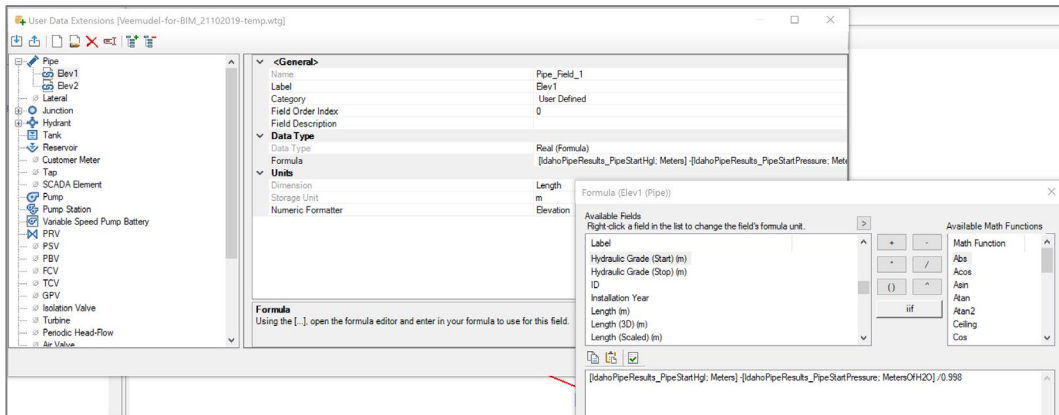 User Data Extensions [Veemudel-for-BIM_21102019-temp.wtg]
Pipe
Elev1
Elev2
Lateral
Junction
Hydrant
Tank
Reservoir
Customer Meter
Tap
SCADA Element
Pump
Pump Station
Variable Speed Pump Battery
PRV
PSV
PBV
FCV
TCV
GPV
Isolation Valve
Turbine
Periodic Head-Flow
Air Valve
<General>
Name Pipe_Field_1
Label Elev1
Category User Defined
Field Order Index 0
Field Description
Data Type
Data Type Real (Formula)
Formula [IdahoPipeResults_PipeStartHgl; Meters] -[IdahoPipeResults_PipeStartPressure; Mete
Units
Dimension Length
Storage Unit m
Numeric Formatter Elevation
Formula
Using the [...], open the formula editor and enter in your formula to use for this field.
Formula (Elev1 (Pipe))
Available Fields
Right-click a field in the list to change the field's formula unit.
>
Available Math Functions
Label
Hydraulic Grade (Start) (m)
Hydraulic Grade (Stop) (m)
ID
Installation Year
Length (m)
Length (3D) (m)
Length (Scaled) (m)
+ -
* /
() ^
iif
Math Function
Abs
Acos
Asin
Atan
Atan2
Ceiling
Cos
[IdahoPipeResults_PipeStartHgl; Meters] -[IdahoPipeResults_PipeStartPressure; MetersOfH2O] /0.998